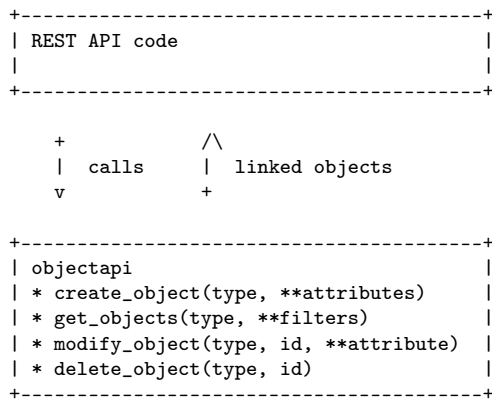 REST API code
calls linked objects
objectapi
* create_object(type, **attributes)
* get_objects(type, **filters)
* modify_object(type, id, **attribute)
* delete_object(type, id)